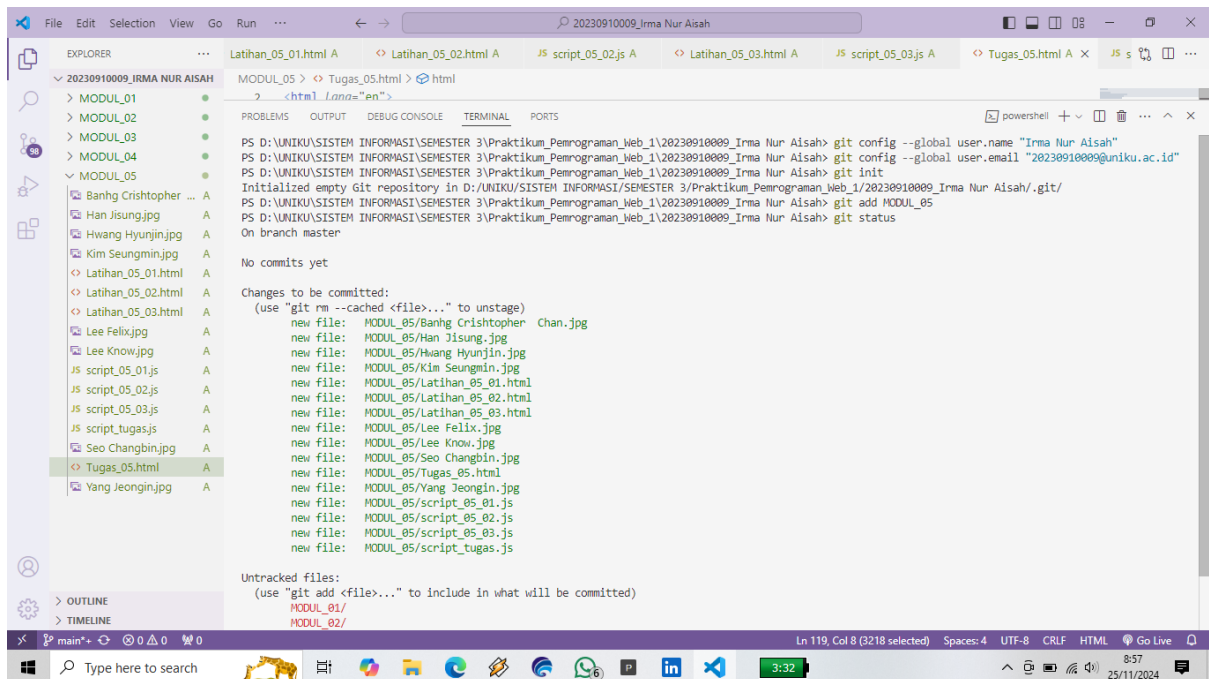 File Edit Selection View Go Run ··· ← → 20230910009_Irma Nur Aisah
EXPLORER ···
Latihan_05_01.html A <> Latihan_05_02.html A JS script_05_02.js A <> Latihan_05_03.html A JS script_05_03.js A <> Tugas_05.html A × JS s ···
20230910009_IRMA NUR AISAH
MODUL_05 > <> Tugas_05.html > html
2 <html lang="en">
> MODUL_01
> MODUL_02
> MODUL_03
> MODUL_04
MODUL_05
Banhg Crishtopher ... A
Han Jisung.jpg A
Hwang Hyunjin.jpg A
Kim Seungmin.jpg A
<> Latihan_05_01.html A
<> Latihan_05_02.html A
<> Latihan_05_03.html A
Lee Felix.jpg A
Lee Know.jpg A
JS script_05_01.js A
JS script_05_02.js A
JS script_05_03.js A
JS script_tugas.js A
Seo Changbin.jpg A
<> Tugas_05.html A
Yang Jeongin.jpg A
> OUTLINE
> TIMELINE
98
PROBLEMS OUTPUT DEBUG CONSOLE TERMINAL PORTS powershell
PS D:\UNIKU\SISTEM INFORMASI\SEMESTER 3\Praktikum_Pemrograman_Web_1\20230910009_Irma Nur Aisah> git config --global user.name "Irma Nur Aisah"
PS D:\UNIKU\SISTEM INFORMASI\SEMESTER 3\Praktikum_Pemrograman_Web_1\20230910009_Irma Nur Aisah> git config --global user.email "20230910009@uniku.ac.id"
PS D:\UNIKU\SISTEM INFORMASI\SEMESTER 3\Praktikum_Pemrograman_Web_1\20230910009_Irma Nur Aisah> git init
Initialized empty Git repository in D:/UNIKU/SISTEM INFORMASI/SEMESTER 3/Praktikum_Pemrograman_Web_1/20230910009_Irma Nur Aisah/.git/
PS D:\UNIKU\SISTEM INFORMASI\SEMESTER 3\Praktikum_Pemrograman_Web_1\20230910009_Irma Nur Aisah> git add MODUL_05
PS D:\UNIKU\SISTEM INFORMASI\SEMESTER 3\Praktikum_Pemrograman_Web_1\20230910009_Irma Nur Aisah> git status
On branch master
No commits yet
Changes to be committed:
(use "git rm --cached <file>..." to unstage)
new file: MODUL_05/Banhg Crishtopher  Chan.jpg
new file: MODUL_05/Han Jisung.jpg
new file: MODUL_05/Hwang Hyunjin.jpg
new file: MODUL_05/Kim Seungmin.jpg
new file: MODUL_05/Latihan_05_01.html
new file: MODUL_05/Latihan_05_02.html
new file: MODUL_05/Latihan_05_03.html
new file: MODUL_05/Lee Felix.jpg
new file: MODUL_05/Lee Know.jpg
new file: MODUL_05/Seo Changbin.jpg
new file: MODUL_05/Tugas_05.html
new file: MODUL_05/Yang Jeongin.jpg
new file: MODUL_05/script_05_01.js
new file: MODUL_05/script_05_02.js
new file: MODUL_05/script_05_03.js
new file: MODUL_05/script_tugas.js
Untracked files:
(use "git add <file>..." to include in what will be committed)
MODUL_01/
MODUL_02/
main*+ 0 0 0 Ln 119, Col 8 (3218 selected) Spaces: 4 UTF-8 CRLF HTML Go Live
Type here to search 6 P in 3:32 8:57
25/11/2024